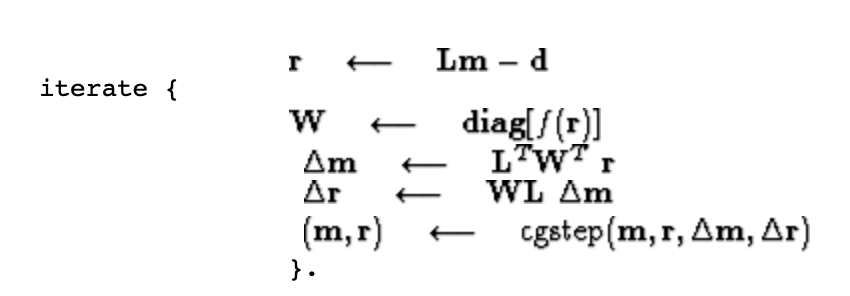 r ← Lm − d
iterate {
W ← diag[f(r)]
Δm ← L^T W^T r
Δr ← WL Δm
(m, r) ← cgstep(m, r, Δm, Δr)
}.